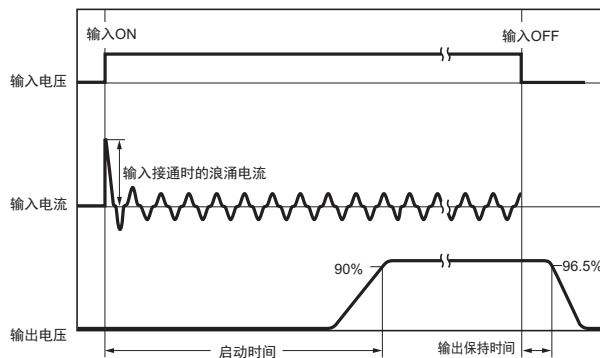 输入ON
输入OFF
输入电压
输入接通时的浪涌电流
输入电流
90%
96.5%
输出电压
启动时间
输出保持时间